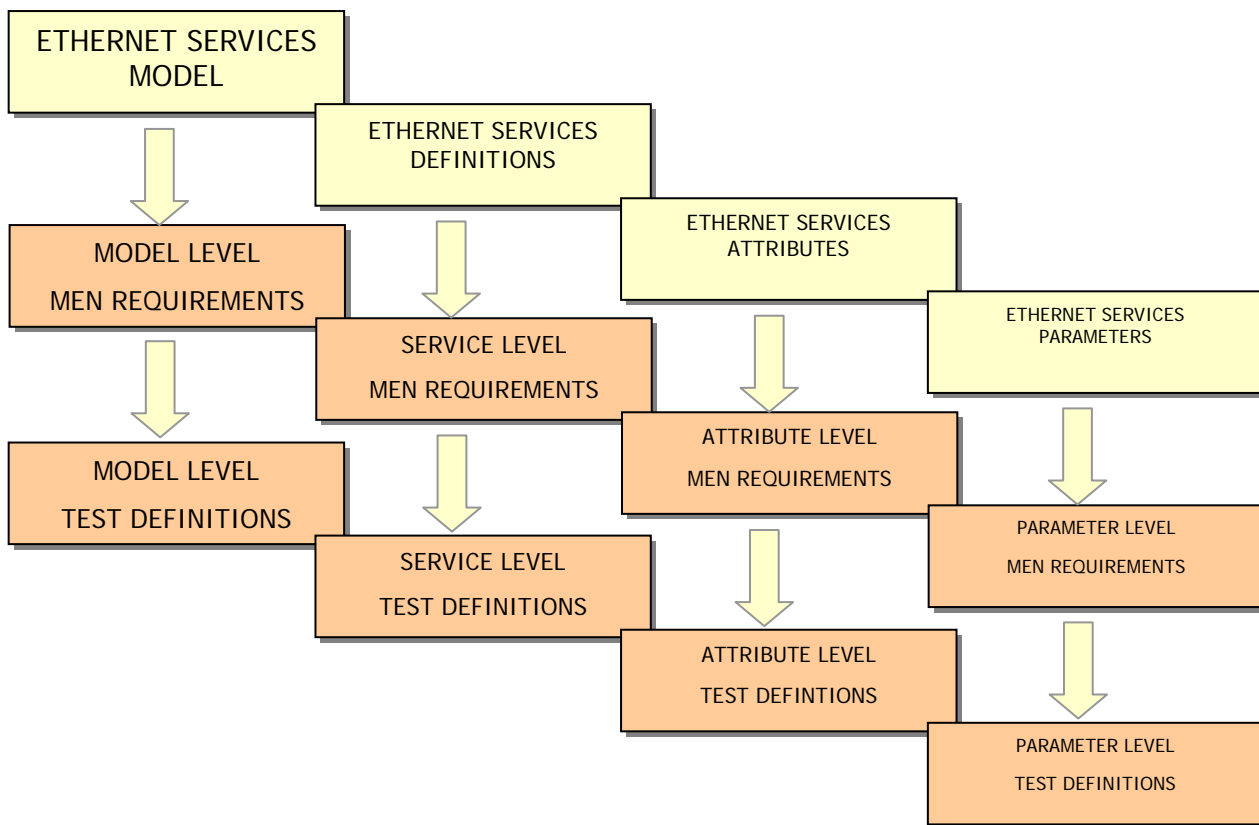 ETHERNET SERVICES
MODEL
ETHERNET SERVICES
DEFINITIONS
ETHERNET SERVICES
ATTRIBUTES
ETHERNET SERVICES
PARAMETERS
MODEL LEVEL
MEN REQUIREMENTS
SERVICE LEVEL
MEN REQUIREMENTS
ATTRIBUTE LEVEL
MEN REQUIREMENTS
PARAMETER LEVEL
MEN REQUIREMENTS
MODEL LEVEL
TEST DEFINITIONS
SERVICE LEVEL
TEST DEFINITIONS
ATTRIBUTE LEVEL
TEST DEFINTIONS
PARAMETER LEVEL
TEST DEFINITIONS